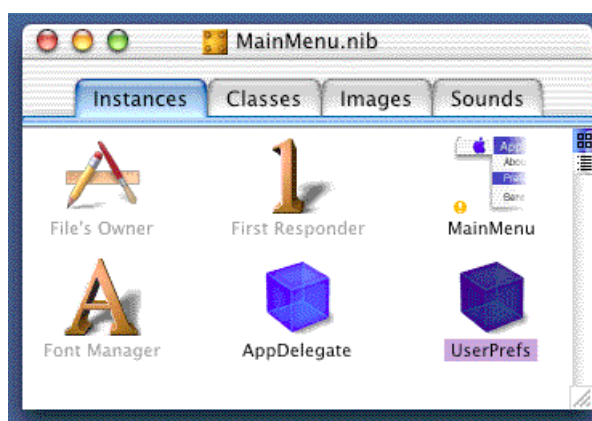 MainMenu.nib
Instances Classes Images Sounds
File's Owner First Responder MainMenu
Font Manager AppDelegate UserPrefs